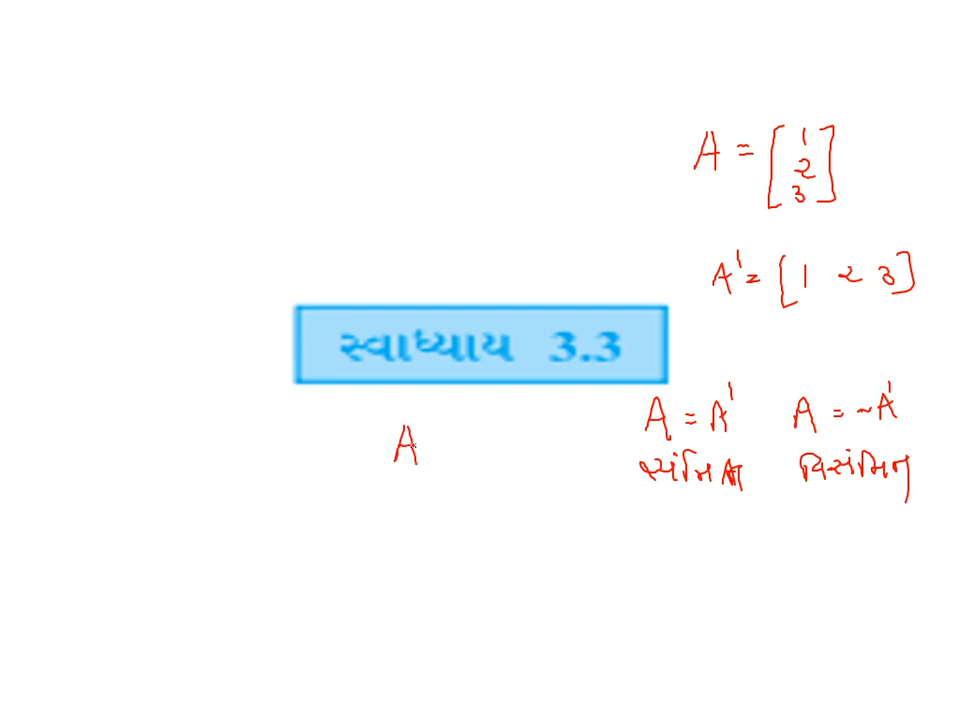 A = [ 1
2
3 ]
A' = [ 1 2 3 ]
સ્વાધ્યાય 3.3
A = A' A = -A'
A
સંમિત વિસંમિત